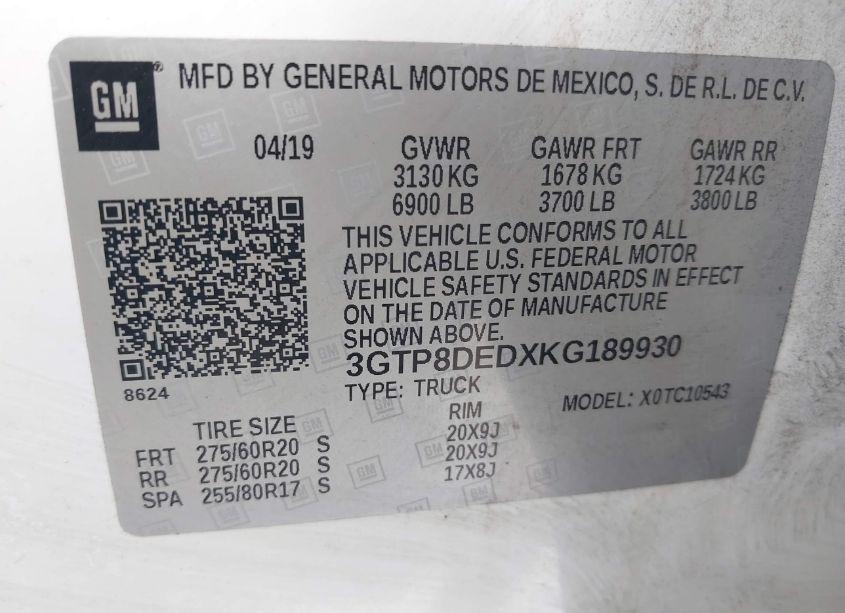 GM
MFD BY GENERAL MOTORS DE MEXICO, S. DE R.L. DE C.V.
04/19 GVWR GAWR FRT GAWR RR
3130 KG 1678 KG 1724 KG
6900 LB 3700 LB 3800 LB
THIS VEHICLE CONFORMS TO ALL
APPLICABLE U.S. FEDERAL MOTOR
VEHICLE SAFETY STANDARDS IN EFFECT
ON THE DATE OF MANUFACTURE
SHOWN ABOVE.
3GTP8DEDXKG189930
8624
TYPE: TRUCK MODEL: X0TC10543
TIRE SIZE RIM
FRT 275/60R20 S 20X9J
RR 275/60R20 S 20X9J
SPA 255/80R17 S 17X8J